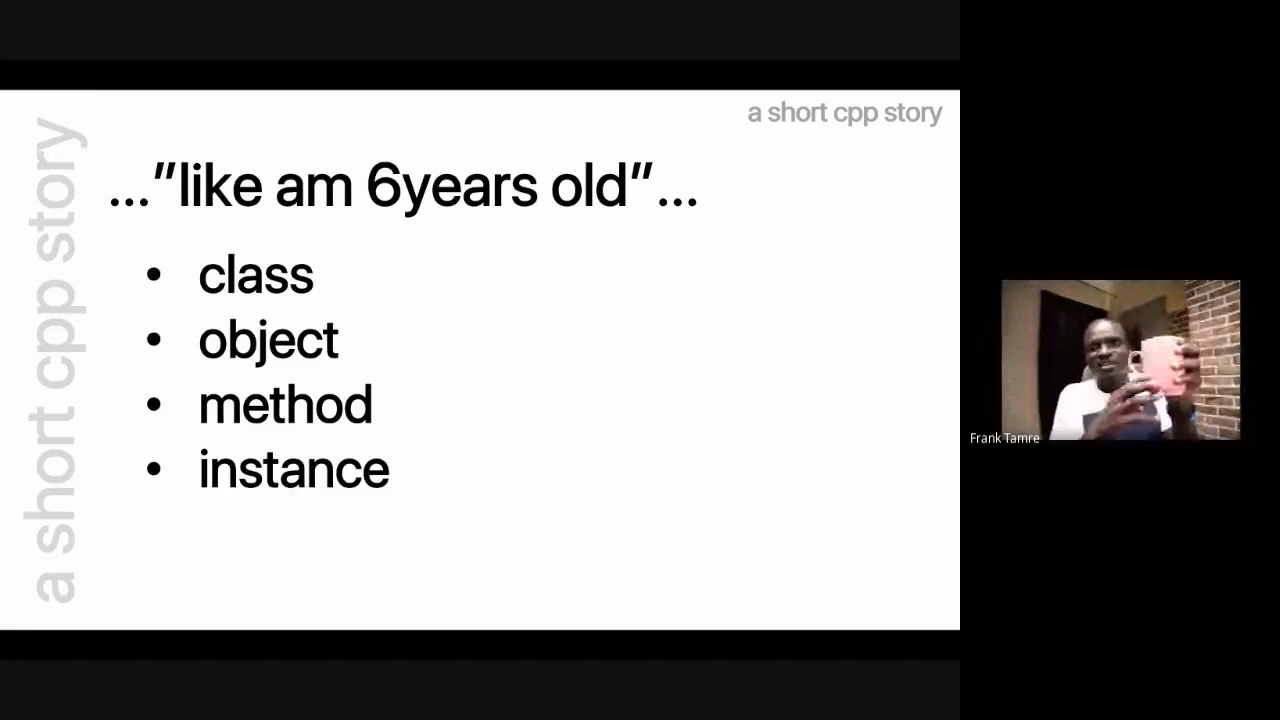 a short cpp story
a short cpp story
..."like am 6years old"...
• class
• object
• method
• instance
Frank Tamre